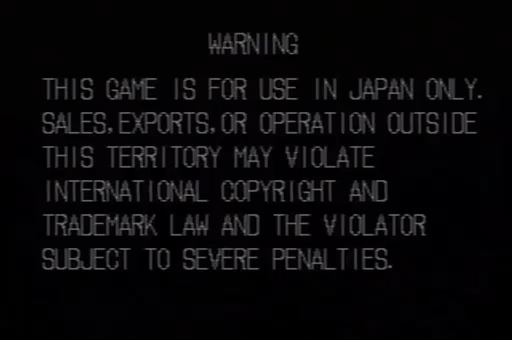 WARNING
THIS GAME IS FOR USE IN JAPAN ONLY.
SALES, EXPORTS, OR OPERATION OUTSIDE
THIS TERRITORY MAY VIOLATE
INTERNATIONAL COPYRIGHT AND
TRADEMARK LAW AND THE VIOLATOR
SUBJECT TO SEVERE PENALTIES.